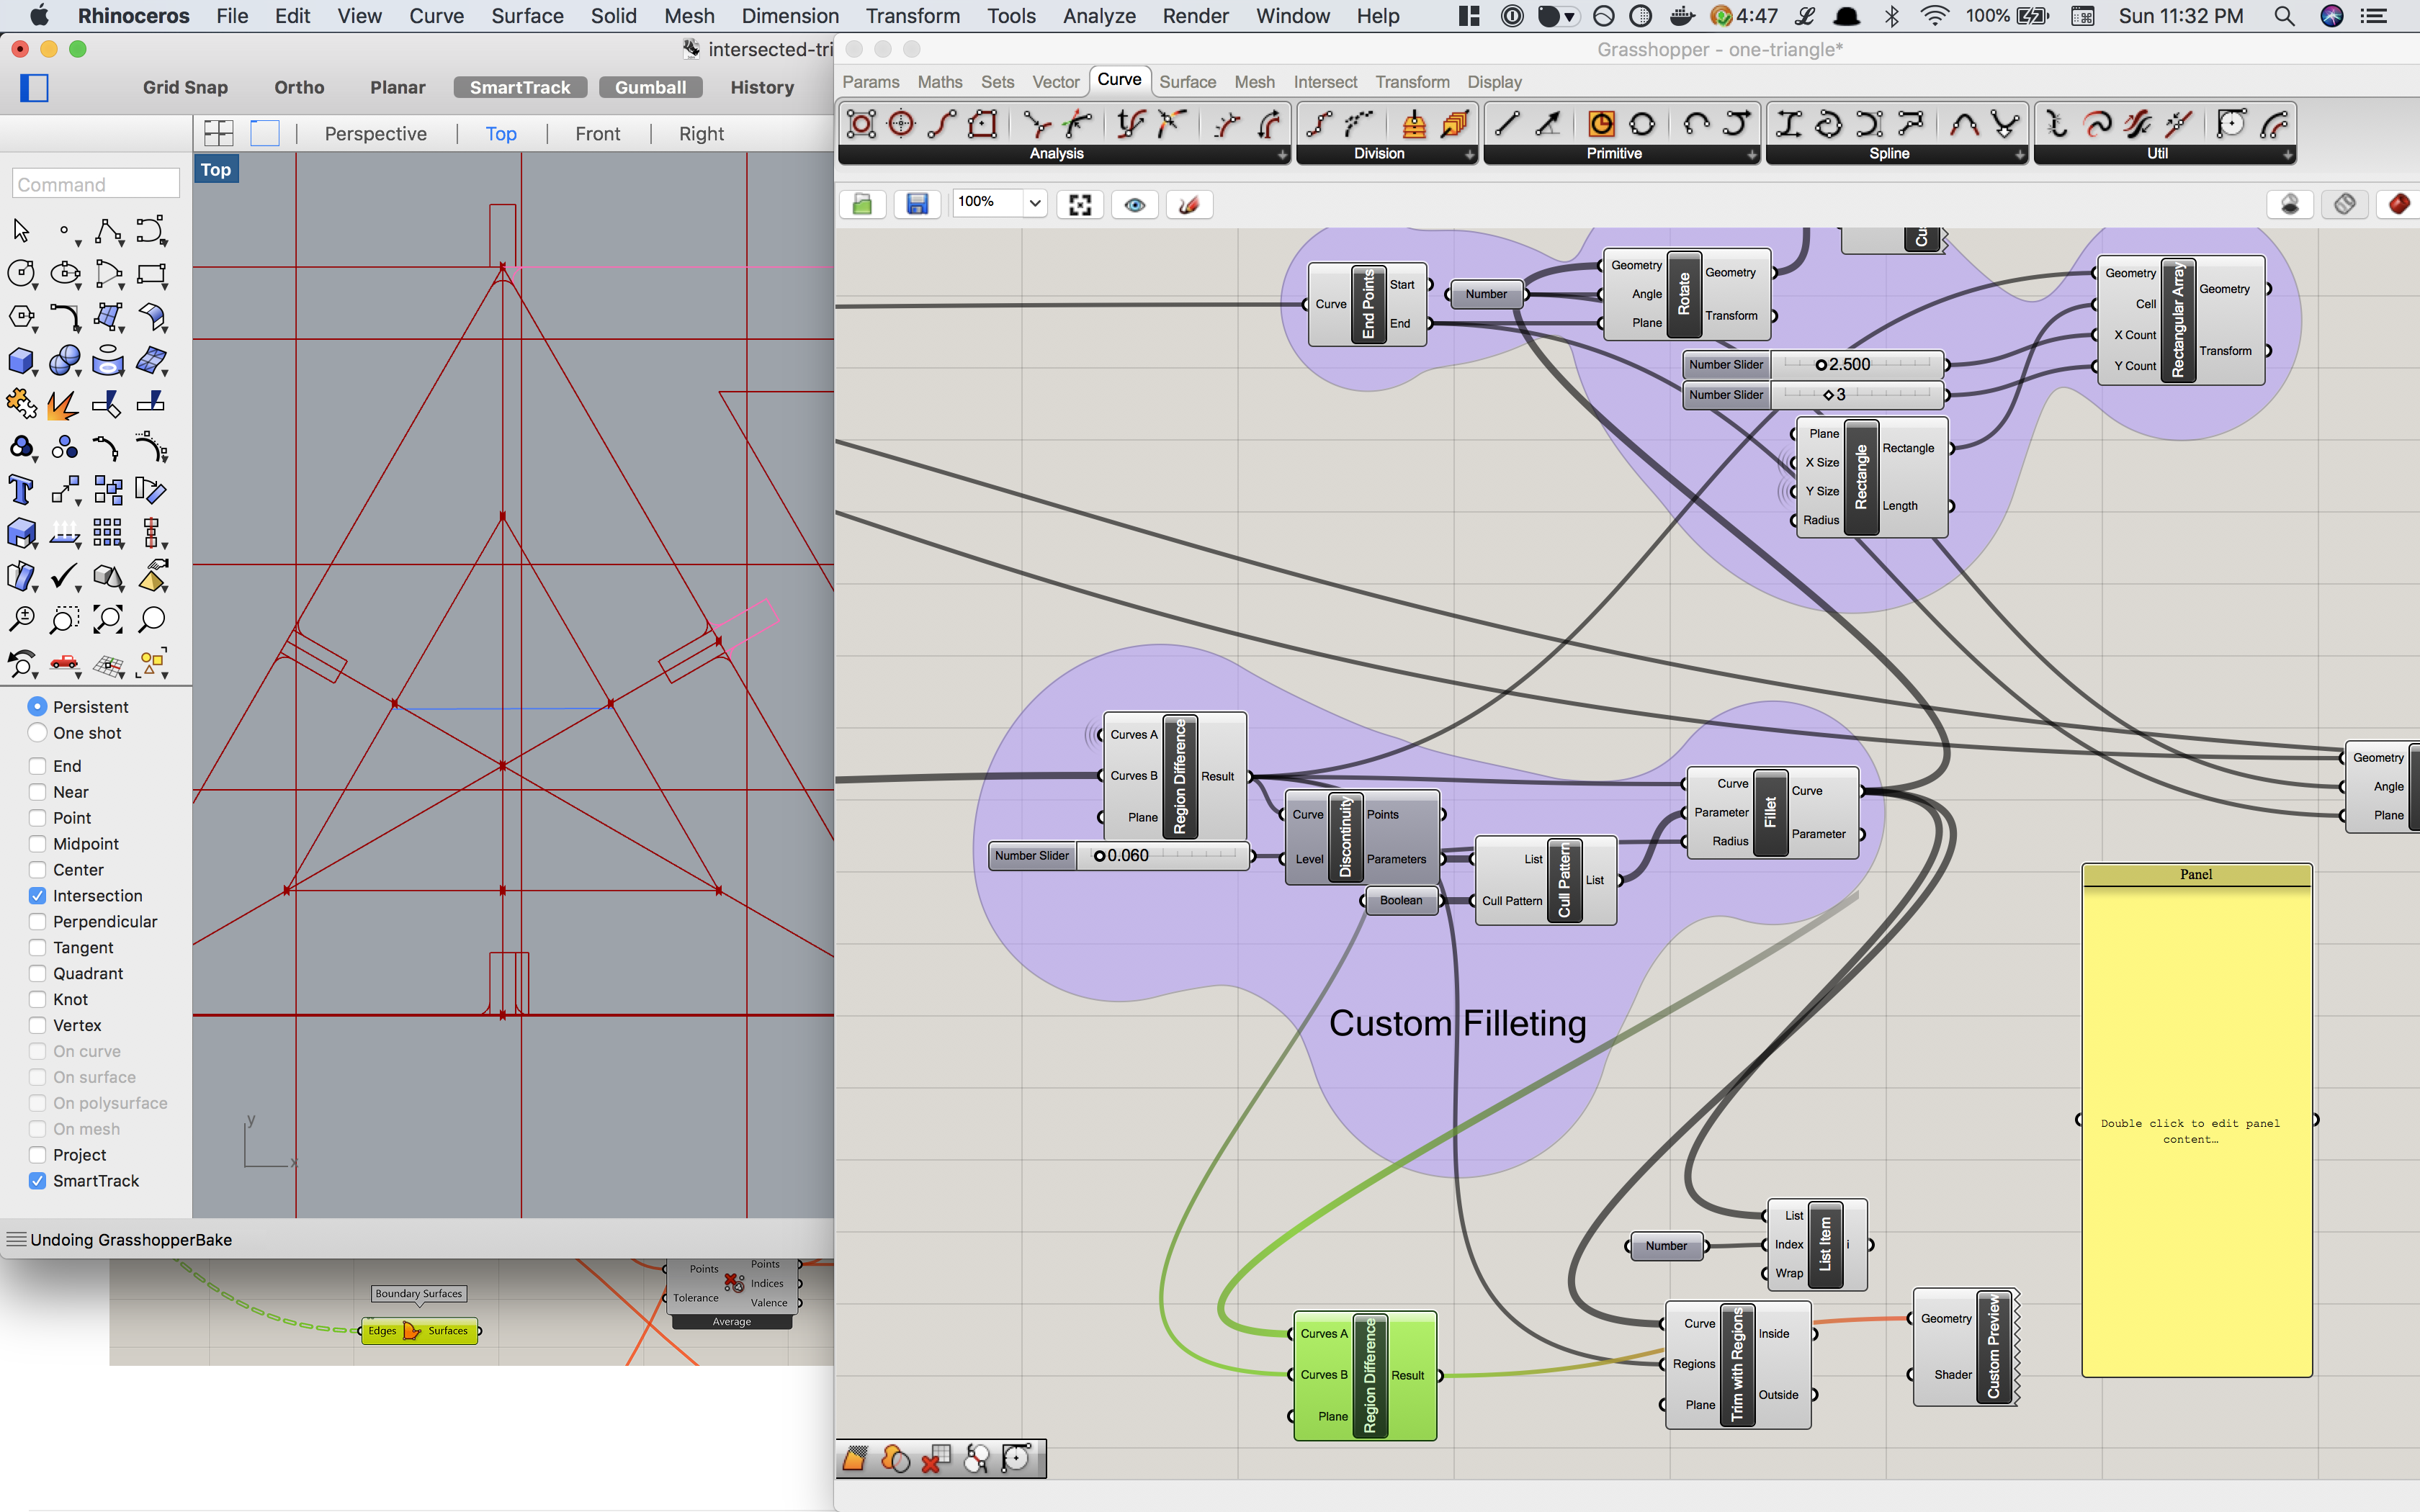 Rhinoceros File Edit View Curve Surface Solid Mesh Dimension Transform Tools Analyze Render Window Help 4:47 100% Sun 11:32 PM
intersected-tri
Grid Snap Ortho Planar SmartTrack Gumball History
Perspective Top Front Right
Top
Command
Persistent
One shot
End
Near
Point
Midpoint
Center
Intersection
Perpendicular
Tangent
Quadrant
Knot
Vertex
On curve
On surface
On polysurface
On mesh
Project
SmartTrack
y
x
Undoing GrasshopperBake
Boundary Surfaces
Edges Surfaces
Points Points
Indices
Tolerance Valence
Average
Grasshopper - one-triangle*
Params Maths Sets Vector Curve Surface Mesh Intersect Transform Display
Analysis Division Primitive Spline Util
100%
Curve End Points Start
End
Number
Geometry Rotate Geometry
Angle
Plane Transform
Cu
Geometry Rectangular Array Geometry
Cell
X Count Transform
Y Count
Number Slider 2.500
Number Slider 3
Plane Rectangle Rectangle
X Size
Y Size Length
Radius
Curves A Region Difference
Curves B Result
Plane
Number Slider 0.060
Curve Discontinuity Points
Level Parameters
Boolean
List Cull Pattern List
Cull Pattern
Curve Fillet Curve
Parameter Parameter
Radius
Custom Filleting
Geometry
Angle
Plane
Panel
Double click to edit panel
content...
Number
List List Item i
Index
Wrap
Curves A Region Difference
Curves B Result
Plane
Curve Trim with Regions Inside
Regions
Plane Outside
Geometry Custom Preview
Shader